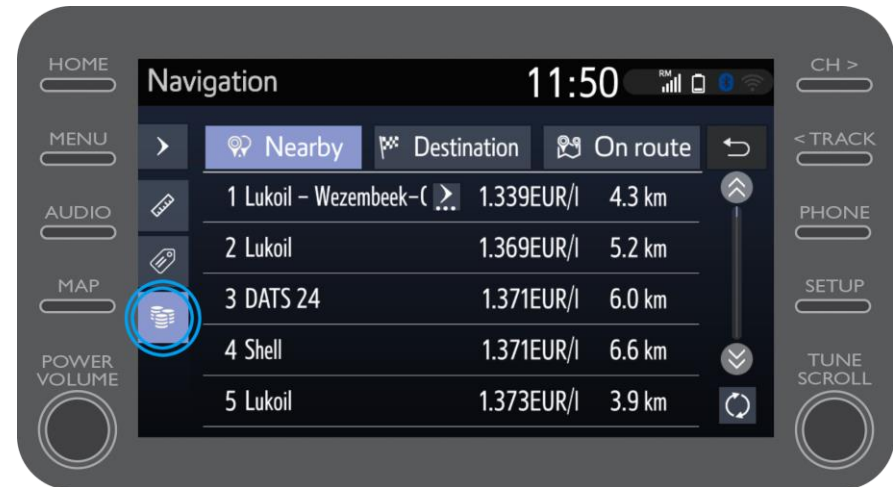 HOME
CH >
Navigation 11:50 RM
MENU
< TRACK
Nearby Destination On route
1 Lukoil – Wezembeek–( 1.339EUR/l 4.3 km
AUDIO
PHONE
2 Lukoil 1.369EUR/l 5.2 km
MAP
SETUP
3 DATS 24 1.371EUR/l 6.0 km
4 Shell 1.371EUR/l 6.6 km
POWER
VOLUME
TUNE
SCROLL
5 Lukoil 1.373EUR/l 3.9 km